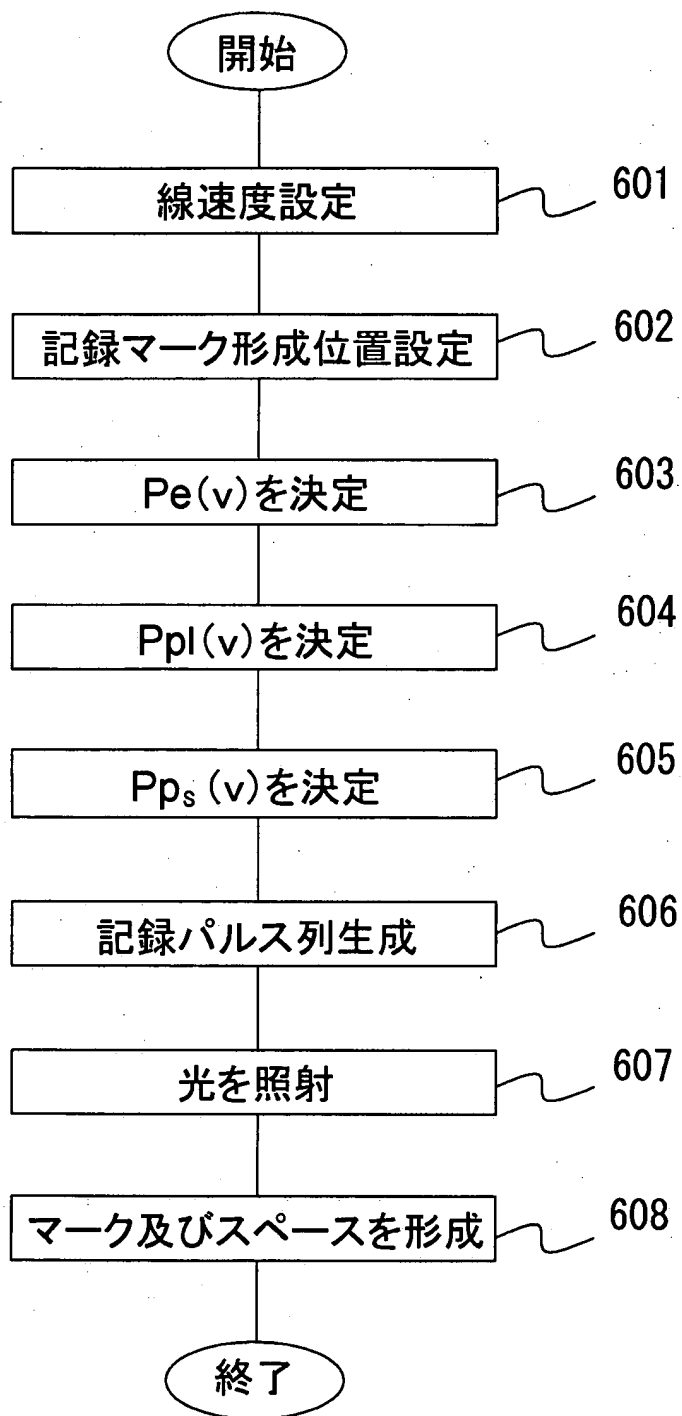 開始
線速度設定 601
記録マーク形成位置設定 602
Pe(v)を決定 603
Ppl(v)を決定 604
Pps(v)を決定 605
記録パルス列生成 606
光を照射 607
マーク及びスペースを形成 608
終了